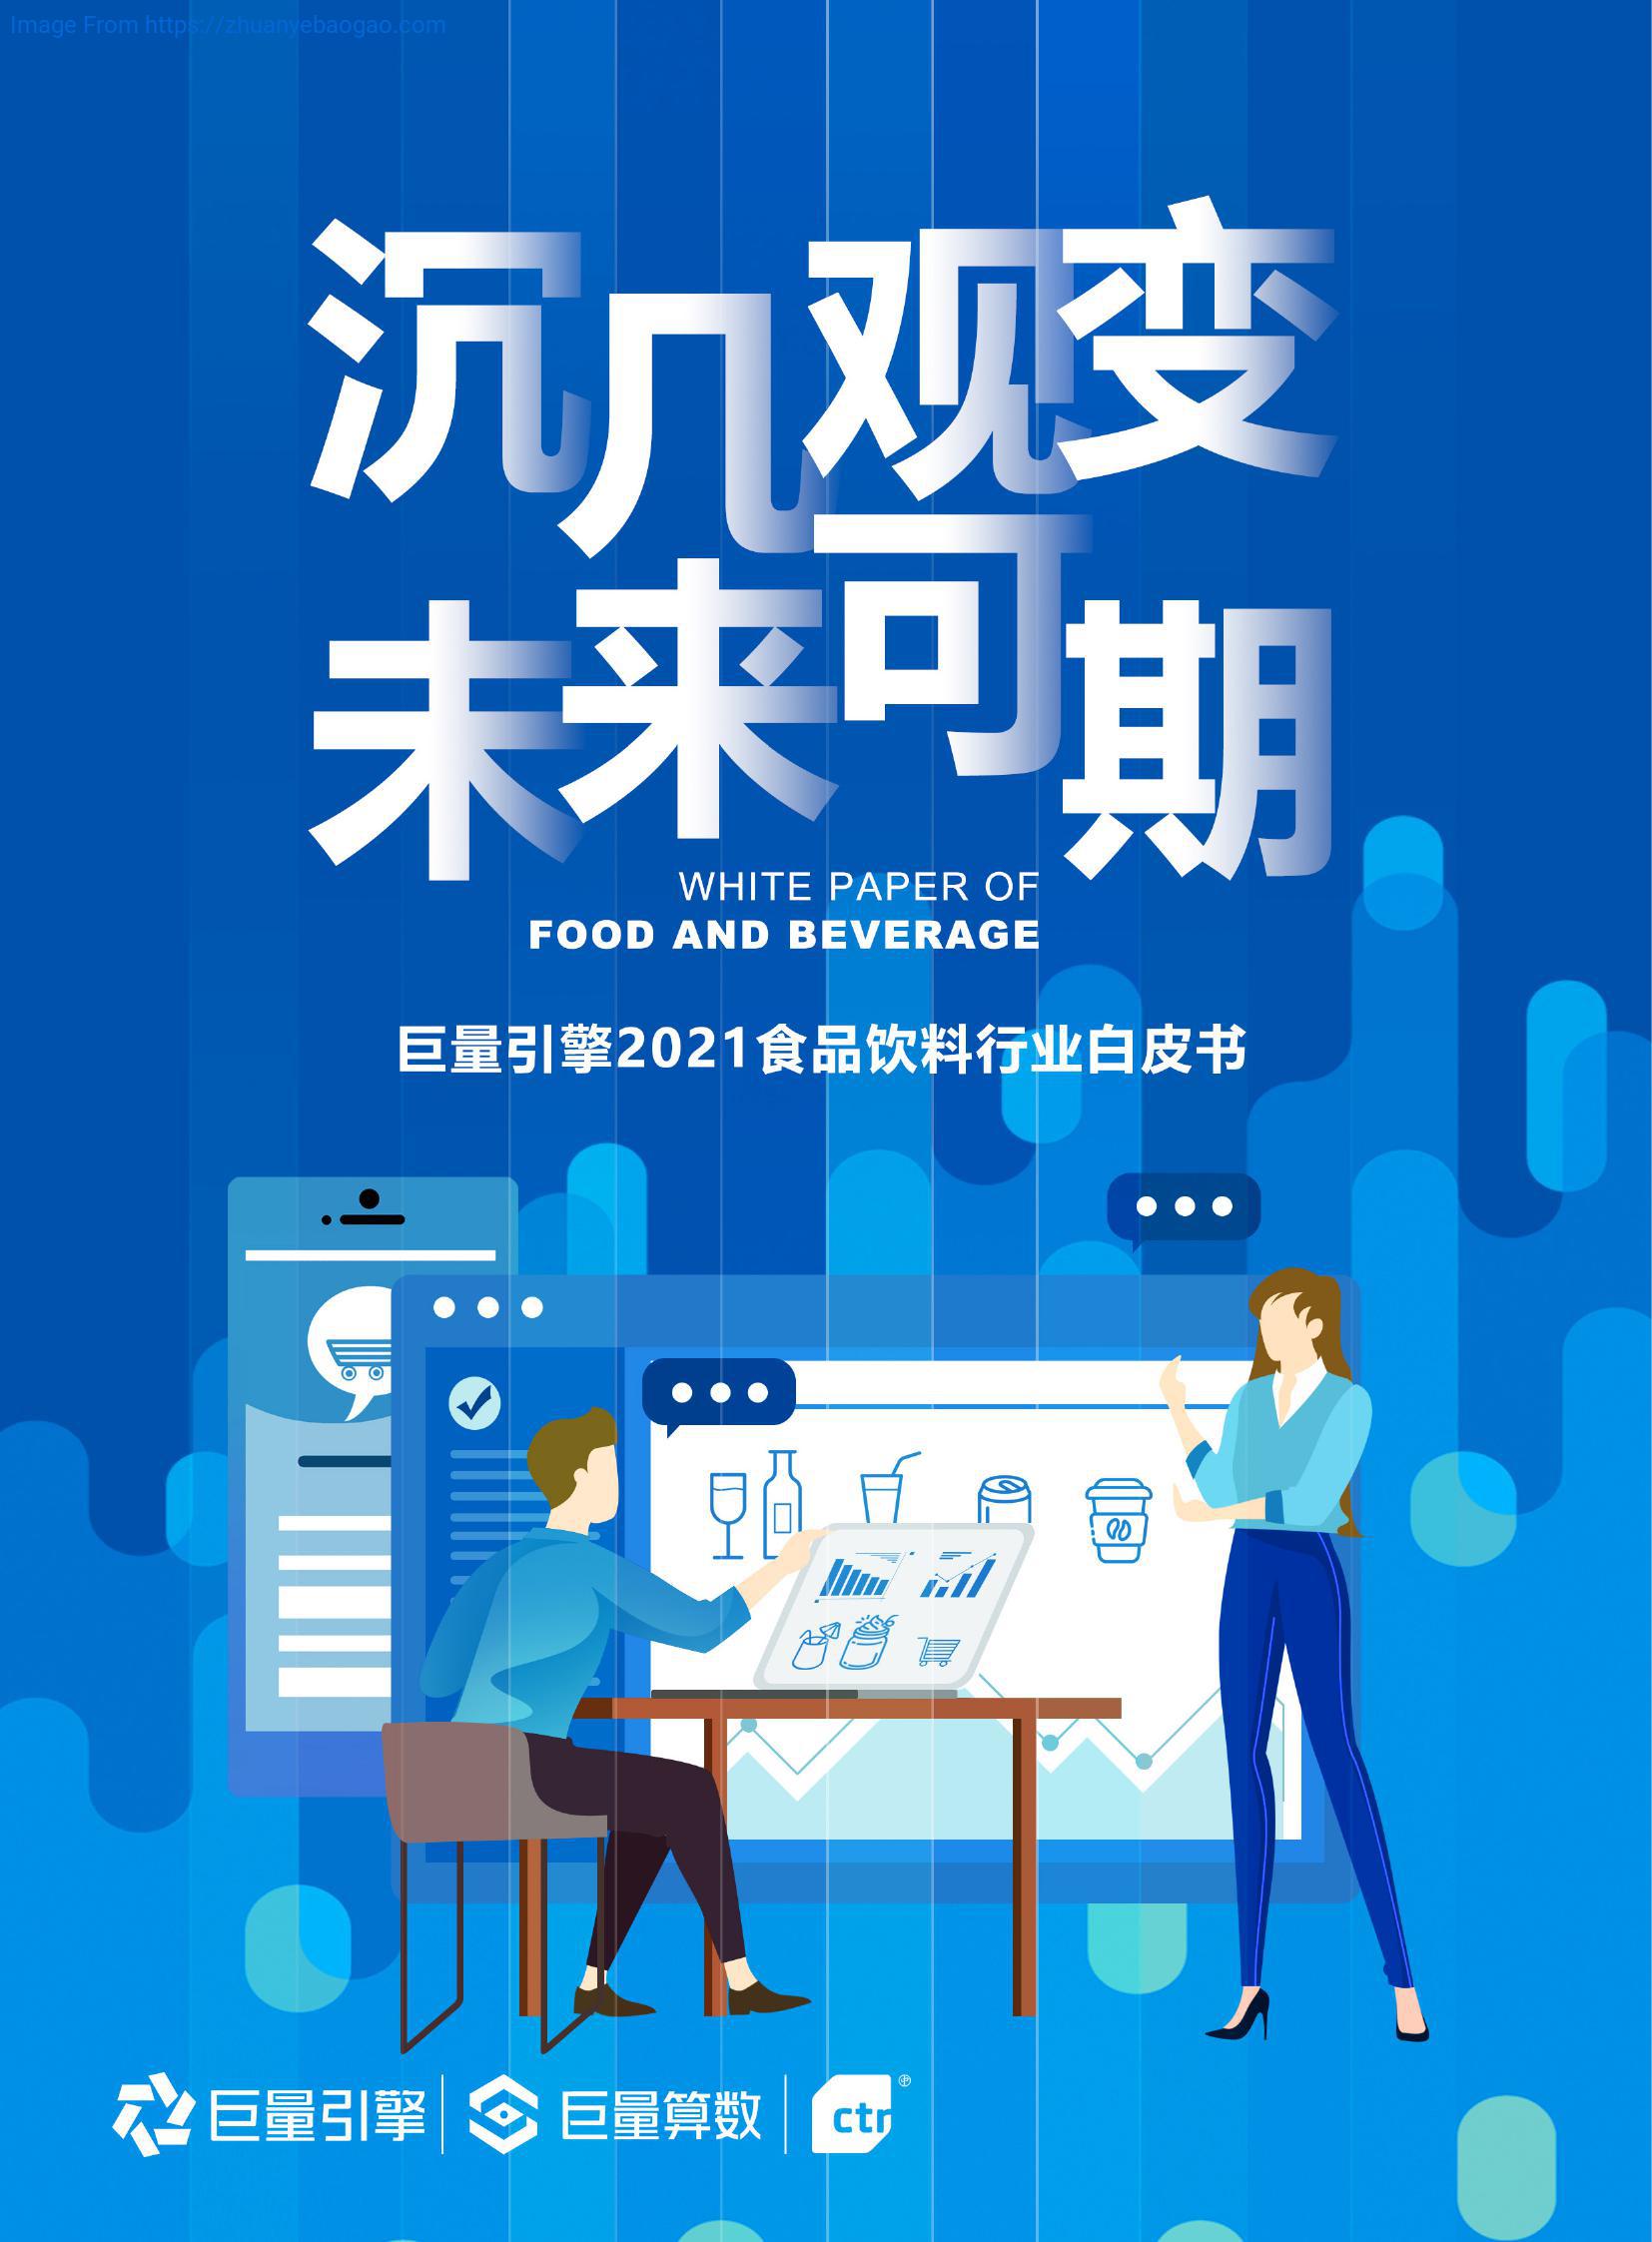 Image From https://zhuanyebaogao.com
沉几观变
未来可期
WHITE PAPER OF
FOOD AND BEVERAGE
巨量引擎2021食品饮料行业白皮书
巨量引擎 巨量算数 ctr